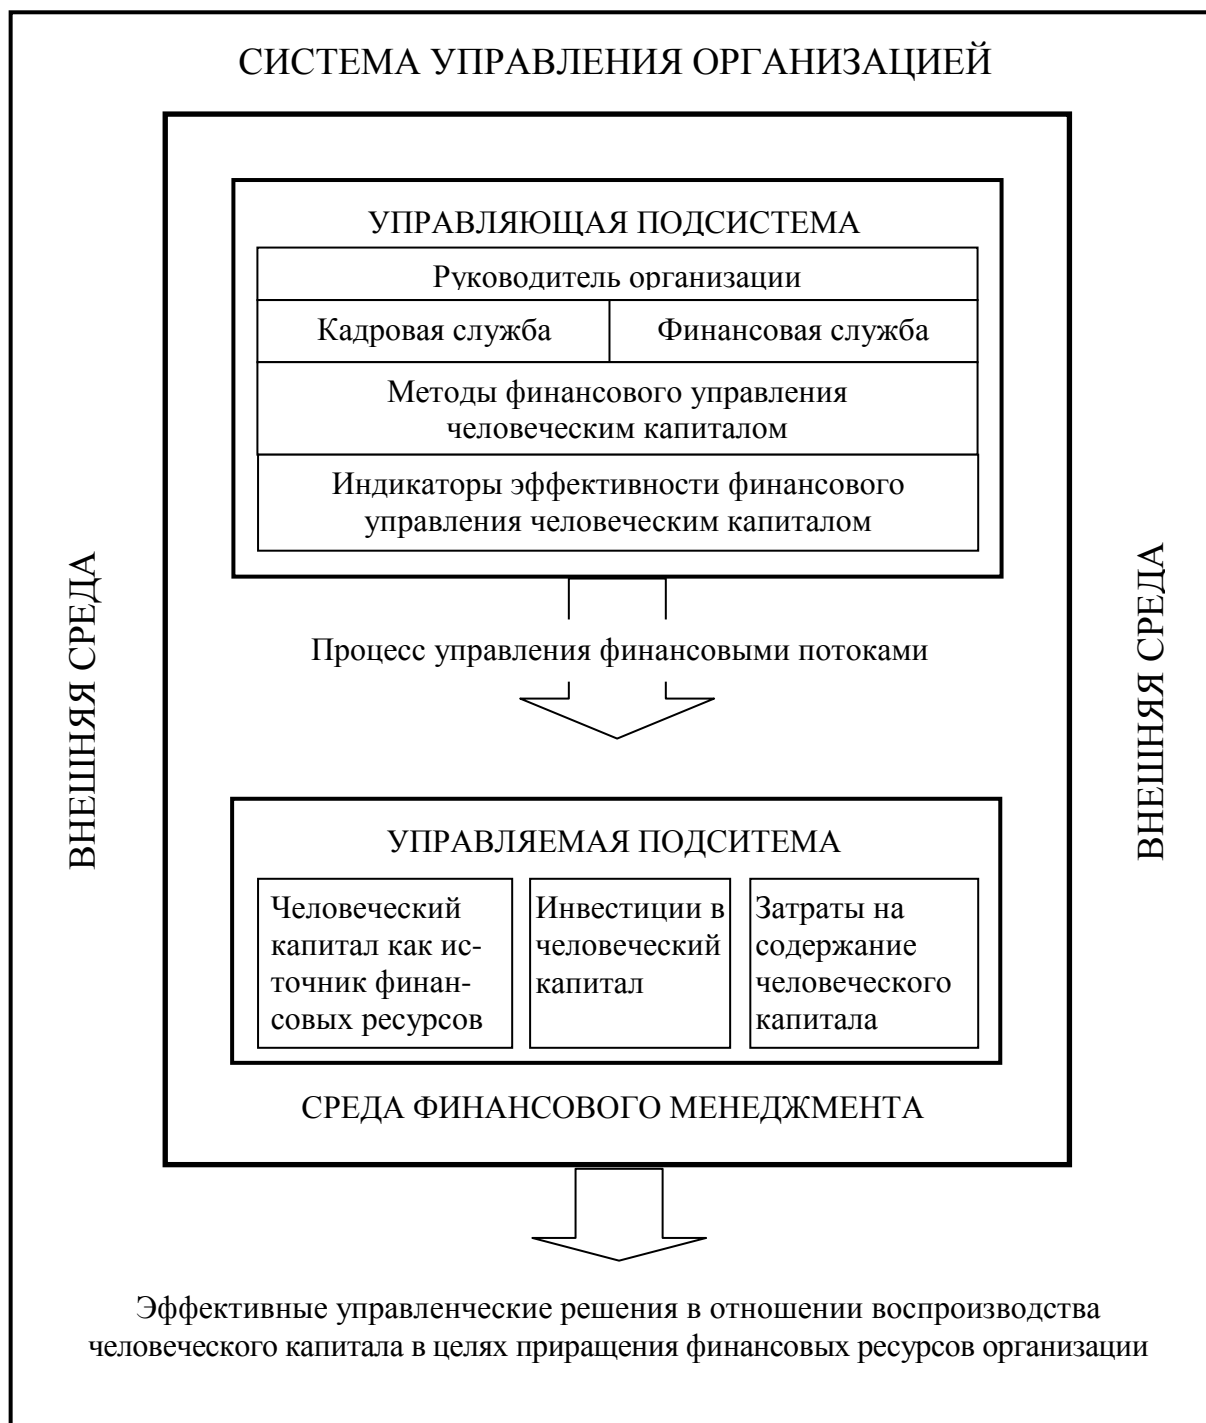 СИСТЕМА УПРАВЛЕНИЯ ОРГАНИЗАЦИЕЙ
УПРАВЛЯЮЩАЯ ПОДСИСТЕМА
Руководитель организации
Кадровая служба
Финансовая служба
Методы финансового управления
человеческим капиталом
Индикаторы эффективности финансового
управления человеческим капиталом
ВНЕШНЯЯ СРЕДА
ВНЕШНЯЯ СРЕДА
Процесс управления финансовыми потоками
УПРАВЛЯЕМАЯ ПОДСИТЕМА
Человеческий
капитал как ис-
точник финан-
совых ресурсов
Инвестиции в
человеческий
капитал
Затраты на
содержание
человеческого
капитала
СРЕДА ФИНАНСОВОГО МЕНЕДЖМЕНТА
Эффективные управленческие решения в отношении воспроизводства
человеческого капитала в целях приращения финансовых ресурсов организации